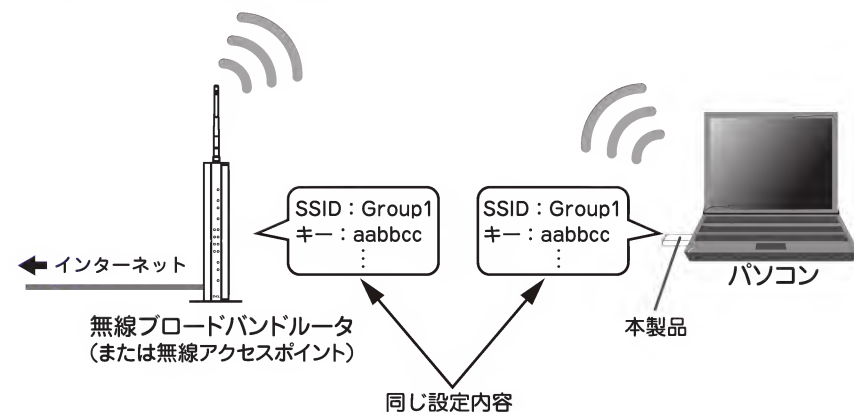 SSID：Group1
キー：aabbcc
⋮
SSID：Group1
キー：aabbcc
⋮
インターネット
パソコン
無線ブロードバンドルータ
（または無線アクセスポイント）
本製品
同じ設定内容